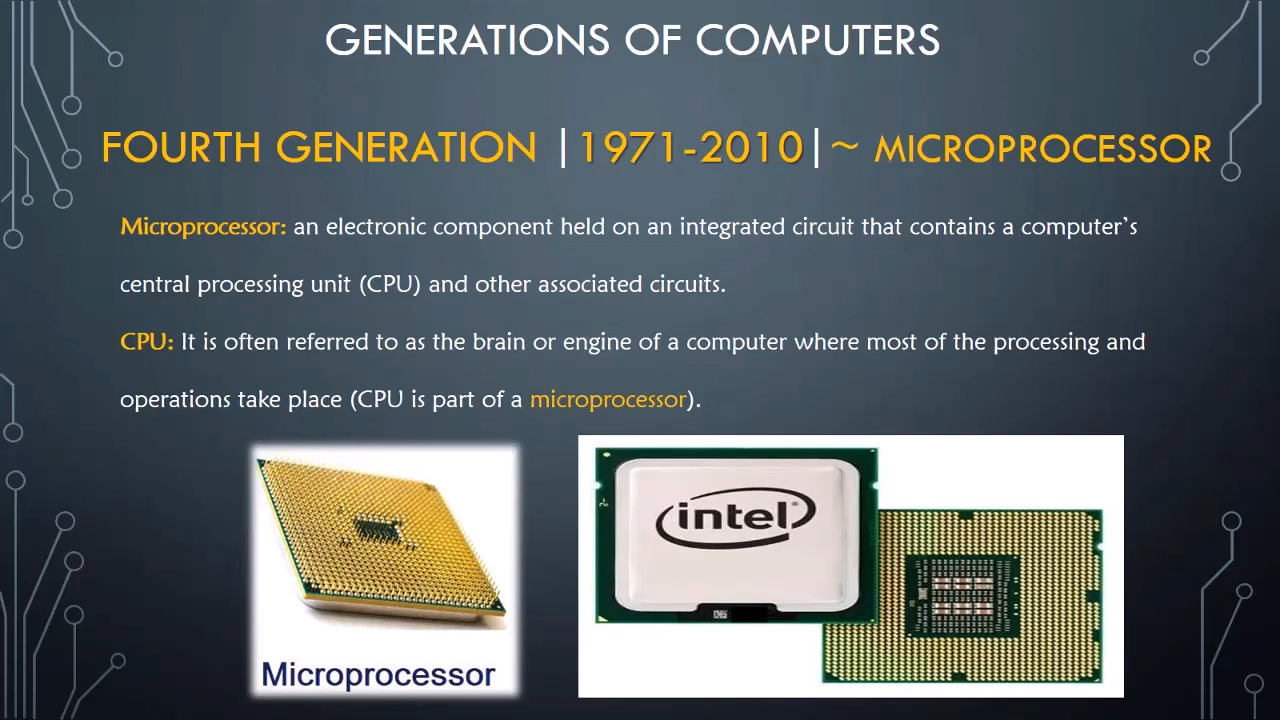 GENERATIONS OF COMPUTERS
FOURTH GENERATION |1971-2010|~ MICROPROCESSOR
Microprocessor: an electronic component held on an integrated circuit that contains a computer’s
central processing unit (CPU) and other associated circuits.
CPU: It is often referred to as the brain or engine of a computer where most of the processing and
operations take place (CPU is part of a microprocessor).
intel®
Microprocessor